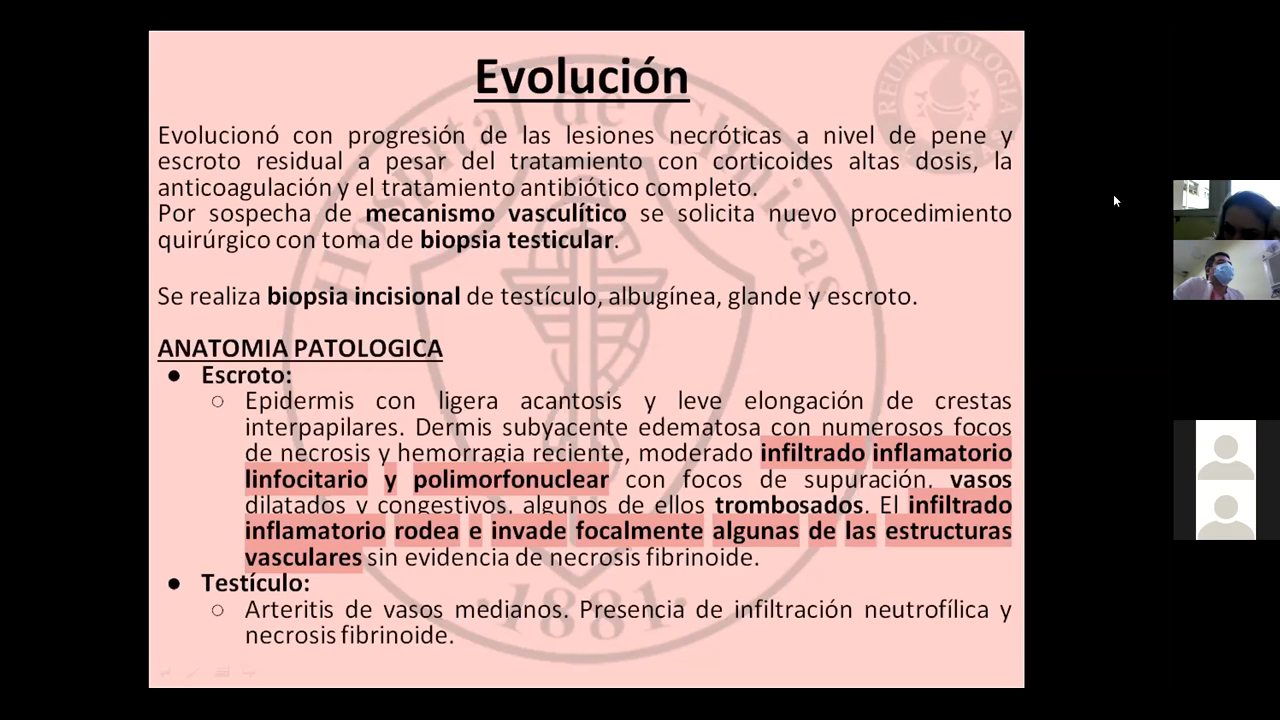 Evolución
REUMATOLOGIA
Hospital de Clínicas
Evolucionó con progresión de las lesiones necróticas a nivel de pene y
escroto residual a pesar del tratamiento con corticoides altas dosis, la
anticoagulación y el tratamiento antibiótico completo.
Por sospecha de mecanismo vasculítico se solicita nuevo procedimiento
quirúrgico con toma de biopsia testicular.
Se realiza biopsia incisional de testículo, albugínea, glande y escroto.
ANATOMIA PATOLOGICA
● Escroto:
○ Epidermis con ligera acantosis y leve elongación de crestas
interpapilares. Dermis subyacente edematosa con numerosos focos
de necrosis y hemorragia reciente, moderado infiltrado inflamatorio
linfocitario y polimorfonuclear con focos de supuración, vasos
dilatados y congestivos, algunos de ellos trombosados. El infiltrado
inflamatorio rodea e invade focalmente algunas de las estructuras
vasculares sin evidencia de necrosis fibrinoide.
● Testículo:
○ Arteritis de vasos medianos. Presencia de infiltración neutrofílica y
necrosis fibrinoide.
·1881·